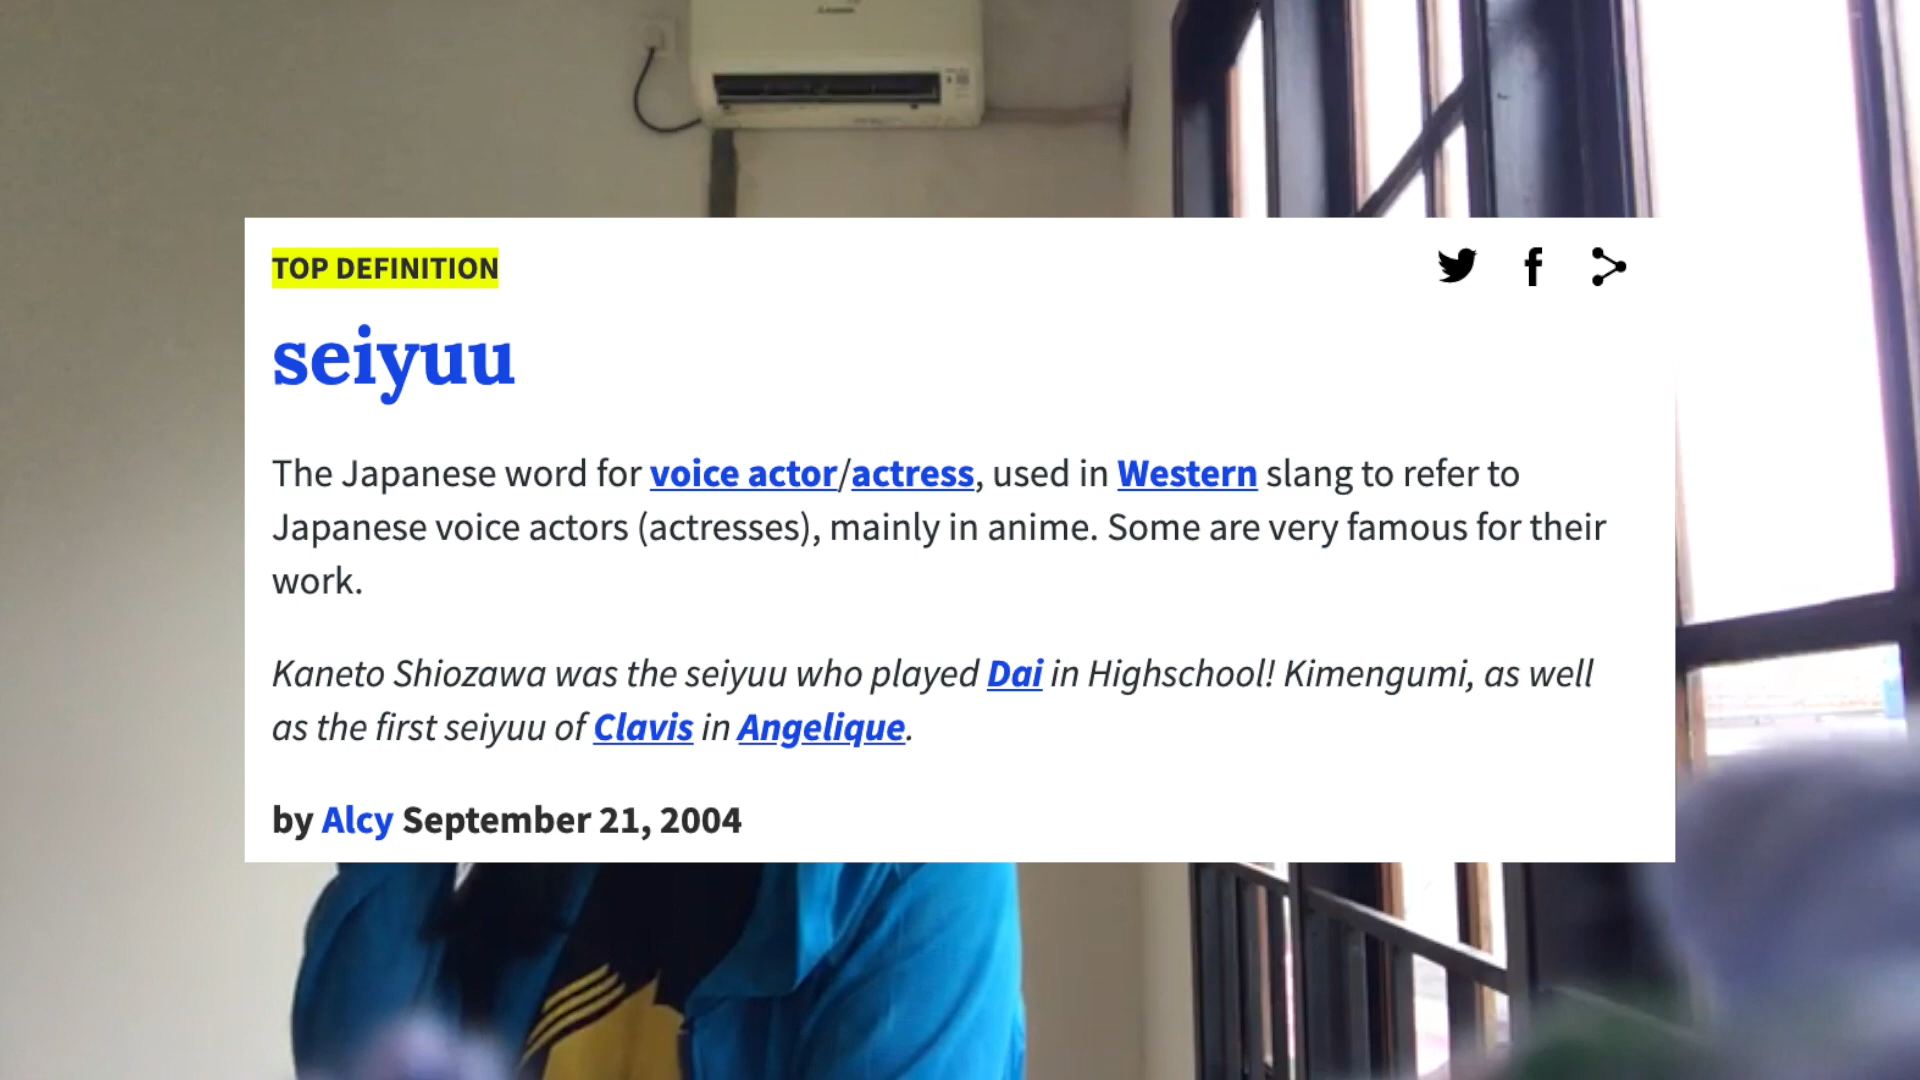 TOP DEFINITION
seiyuu
The Japanese word for voice actor/actress, used in Western slang to refer to
Japanese voice actors (actresses), mainly in anime. Some are very famous for their
work.
Kaneto Shiozawa was the seiyuu who played Dai in Highschool! Kimengumi, as well
as the first seiyuu of Clavis in Angelique.
by Alcy September 21, 2004